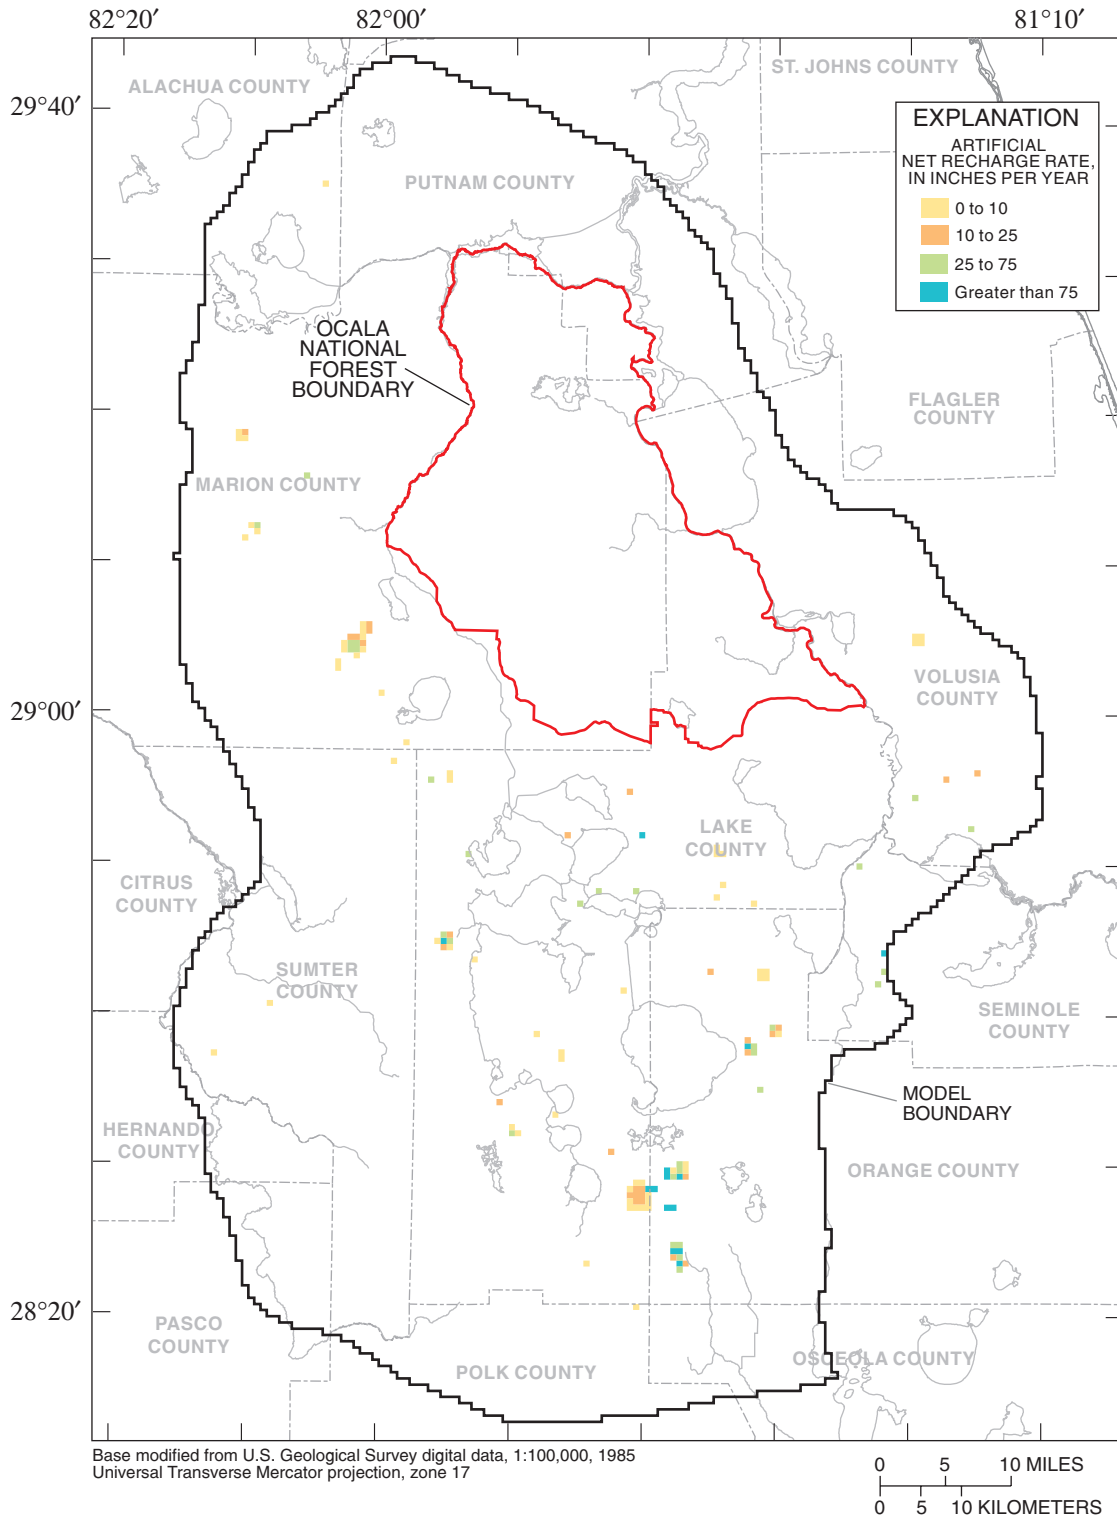 82°20′
82°00′
81°10′
ALACHUA COUNTY
ST. JOHNS COUNTY
29°40′
EXPLANATION
ARTIFICIAL
NET RECHARGE RATE,
IN INCHES PER YEAR
0 to 10
10 to 25
25 to 75
Greater than 75
PUTNAM COUNTY
OCALA
NATIONAL
FOREST
BOUNDARY
FLAGLER
COUNTY
MARION COUNTY
VOLUSIA
COUNTY
29°00′
LAKE
COUNTY
CITRUS
COUNTY
SUMTER
COUNTY
SEMINOLE
COUNTY
MODEL
BOUNDARY
HERNANDO
COUNTY
ORANGE COUNTY
28°20′
PASCO
COUNTY
OSCEOLA COUNTY
POLK COUNTY
Base modified from U.S. Geological Survey digital data, 1:100,000, 1985
Universal Transverse Mercator projection, zone 17
0 5 10 MILES
0 5 10 KILOMETERS